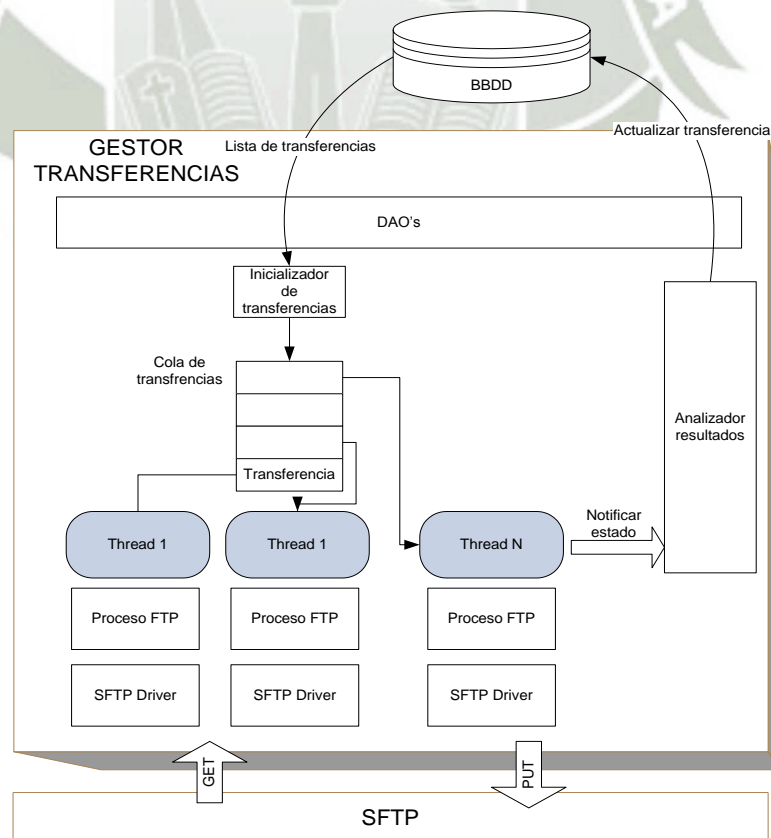 BBDD
Actualizar transferencia
GESTOR
TRANSFERENCIAS
Lista de transferencias
DAO's
Inicializador
de
transferencias
Cola de
transfrencias
Analizador
resultados
Transferencia
Notificar
estado
Thread 1
Thread 1
Thread N
Proceso FTP
Proceso FTP
Proceso FTP
SFTP Driver
SFTP Driver
SFTP Driver
GET
PUT
SFTP